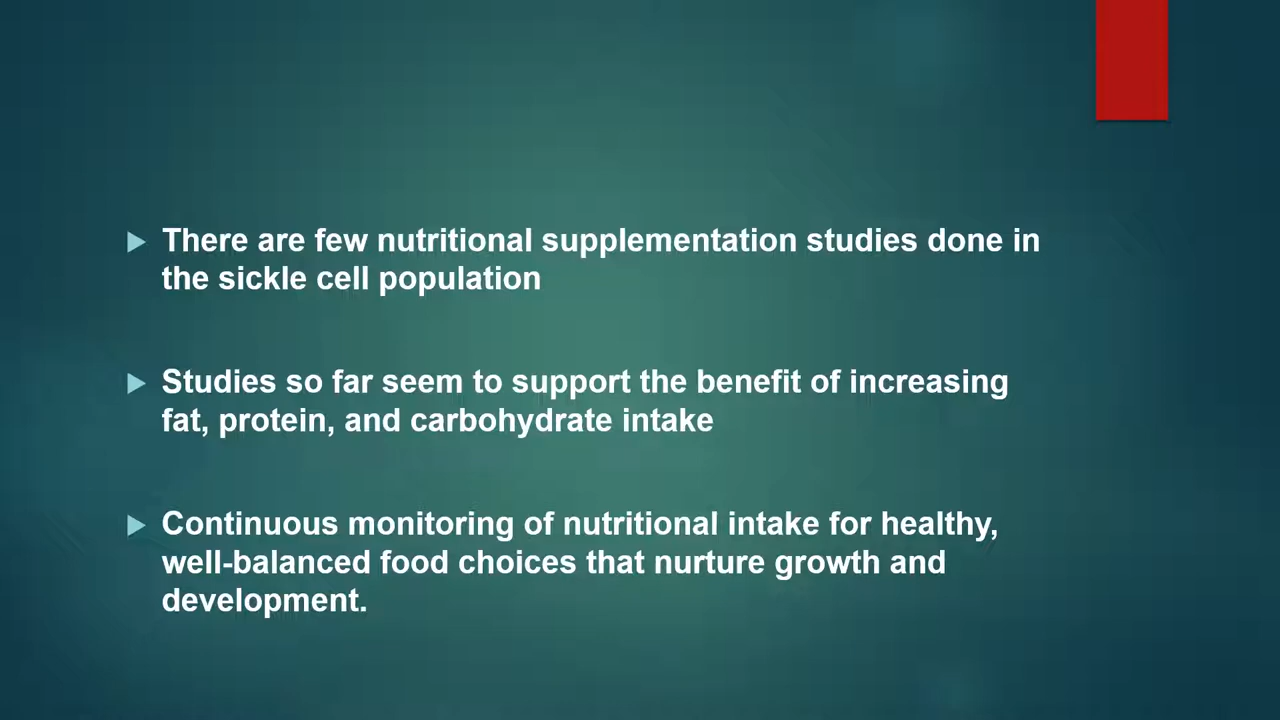 There are few nutritional supplementation studies done in
the sickle cell population
Studies so far seem to support the benefit of increasing
fat, protein, and carbohydrate intake
Continuous monitoring of nutritional intake for healthy,
well-balanced food choices that nurture growth and
development.